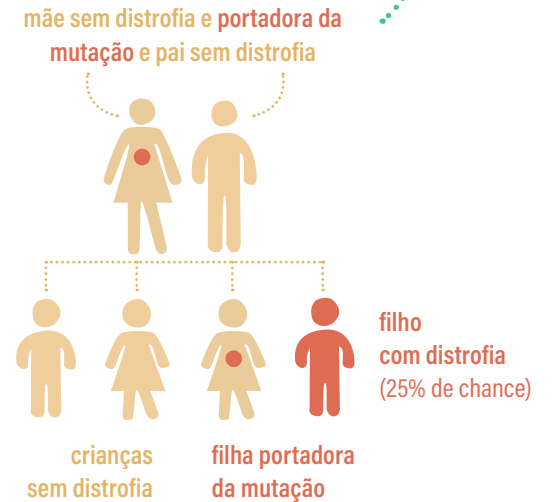 mãe sem distrofia e portadora da
mutação e pai sem distrofia
filho
com distrofia
(25% de chance)
crianças
sem distrofia
filha portadora
da mutação